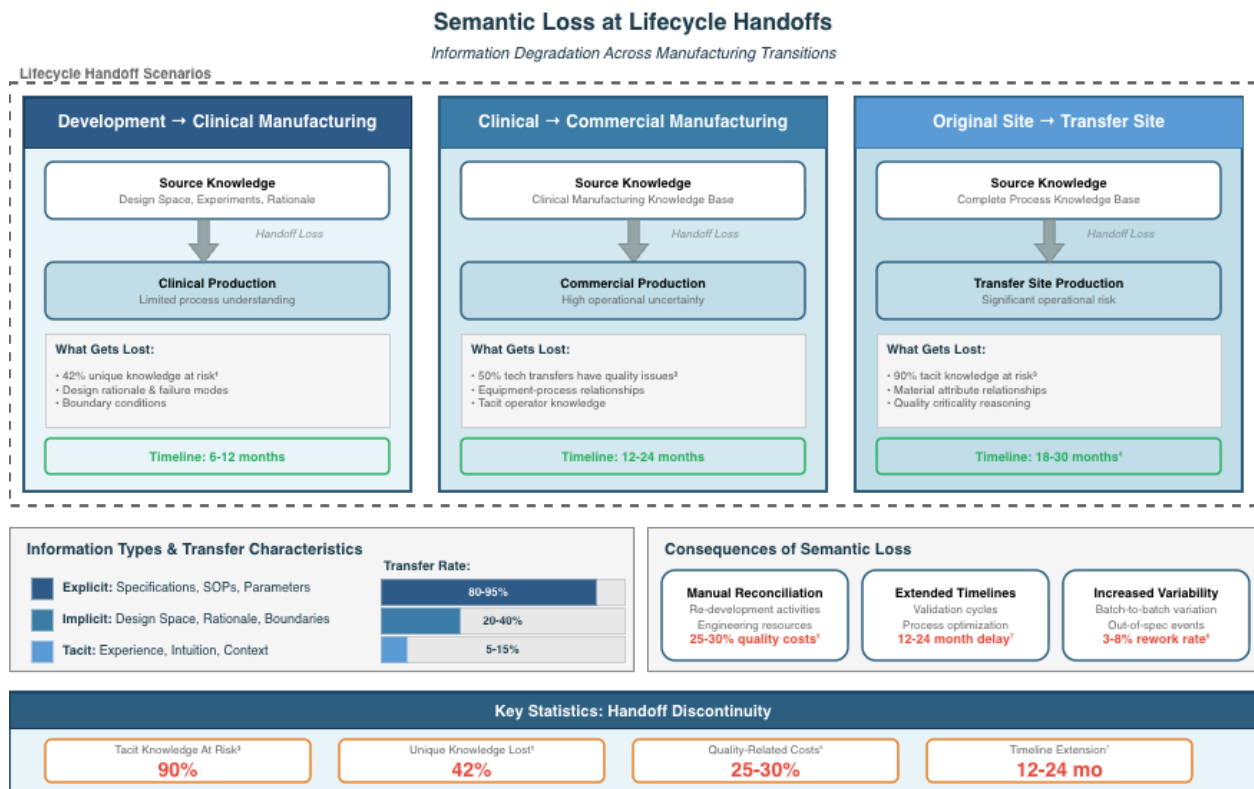 Semantic Loss at Lifecycle Handoffs
Information Degradation Across Manufacturing Transitions
Lifecycle Handoff Scenarios
Development → Clinical Manufacturing
Source Knowledge
Design Space, Experiments, Rationale
Handoff Loss
Clinical Production
Limited process understanding
What Gets Lost:
• 42% unique knowledge at risk¹
• Design rationale & failure modes
• Boundary conditions
Timeline: 6-12 months
Clinical → Commercial Manufacturing
Source Knowledge
Clinical Manufacturing Knowledge Base
Handoff Loss
Commercial Production
High operational uncertainty
What Gets Lost:
• 50% tech transfers have quality issues²
• Equipment-process relationships
• Tacit operator knowledge
Timeline: 12-24 months
Original Site → Transfer Site
Source Knowledge
Complete Process Knowledge Base
Handoff Loss
Transfer Site Production
Significant operational risk
What Gets Lost:
• 90% tacit knowledge at risk³
• Material attribute relationships
• Quality criticality reasoning
Timeline: 18-30 months⁴
Information Types & Transfer Characteristics
Transfer Rate:
Explicit: Specifications, SOPs, Parameters
80-95%
Implicit: Design Space, Rationale, Boundaries
20-40%
Tacit: Experience, Intuition, Context
5-15%
Consequences of Semantic Loss
Manual Reconciliation
Re-development activities
Engineering resources
25-30% quality costs
Extended Timelines
Validation cycles
Process optimization
12-24 month delay⁷
Increased Variability
Batch-to-batch variation
Out-of-spec events
3-8% rework rate
Key Statistics: Handoff Discontinuity
Tacit Knowledge At Risk³
90%
Unique Knowledge Lost
42%
Quality-Related Costs
25-30%
Timeline Extension⁷
12-24 mo